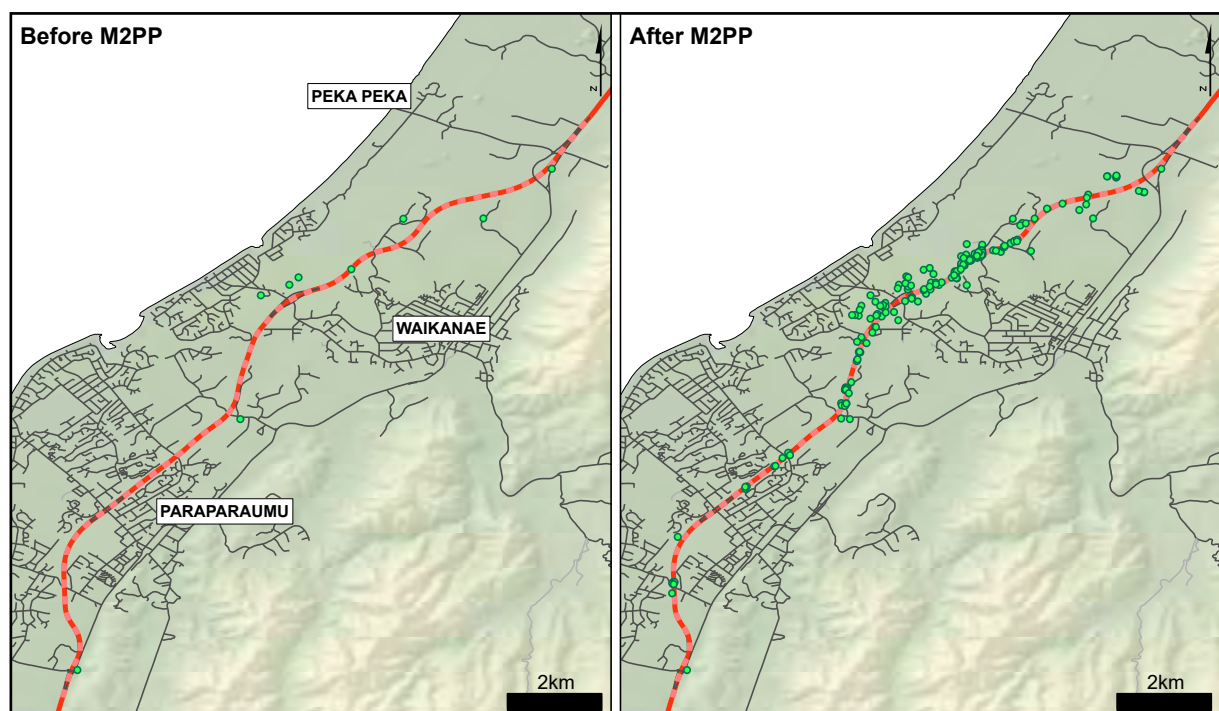 Before M2PP
PEKA PEKA
N
WAIKANAE
PARAPARAUMU
2km
After M2PP
N
2km